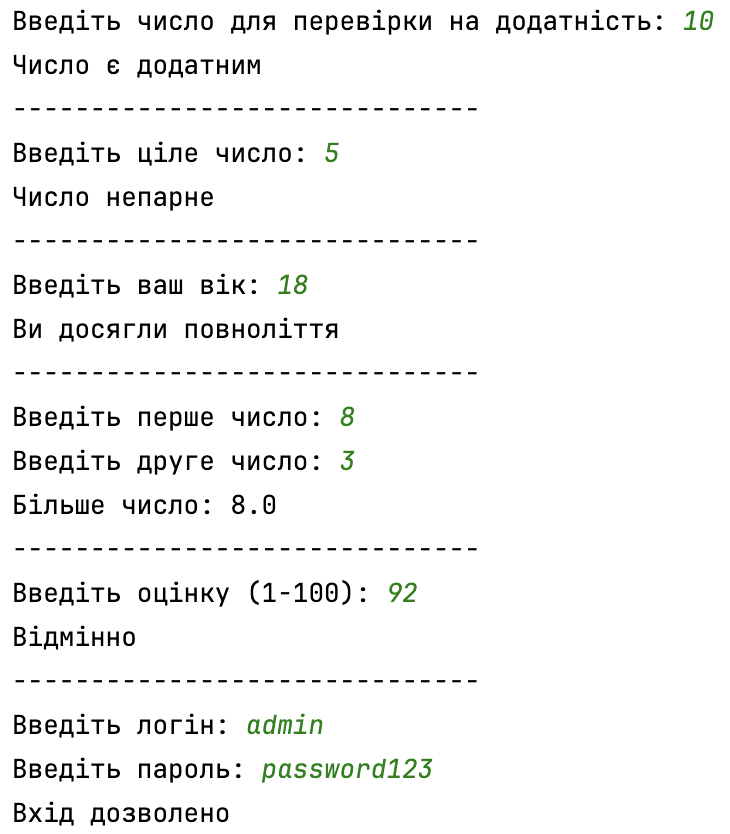 Введіть число для перевірки на додатність: 10
Число є додатним
------------------------------
Введіть ціле число: 5
Число непарне
------------------------------
Введіть ваш вік: 18
Ви досягли повноліття
------------------------------
Введіть перше число: 8
Введіть друге число: 3
Більше число: 8.0
------------------------------
Введіть оцінку (1-100): 92
Відмінно
------------------------------
Введіть логін: admin
Введіть пароль: password123
Вхід дозволено